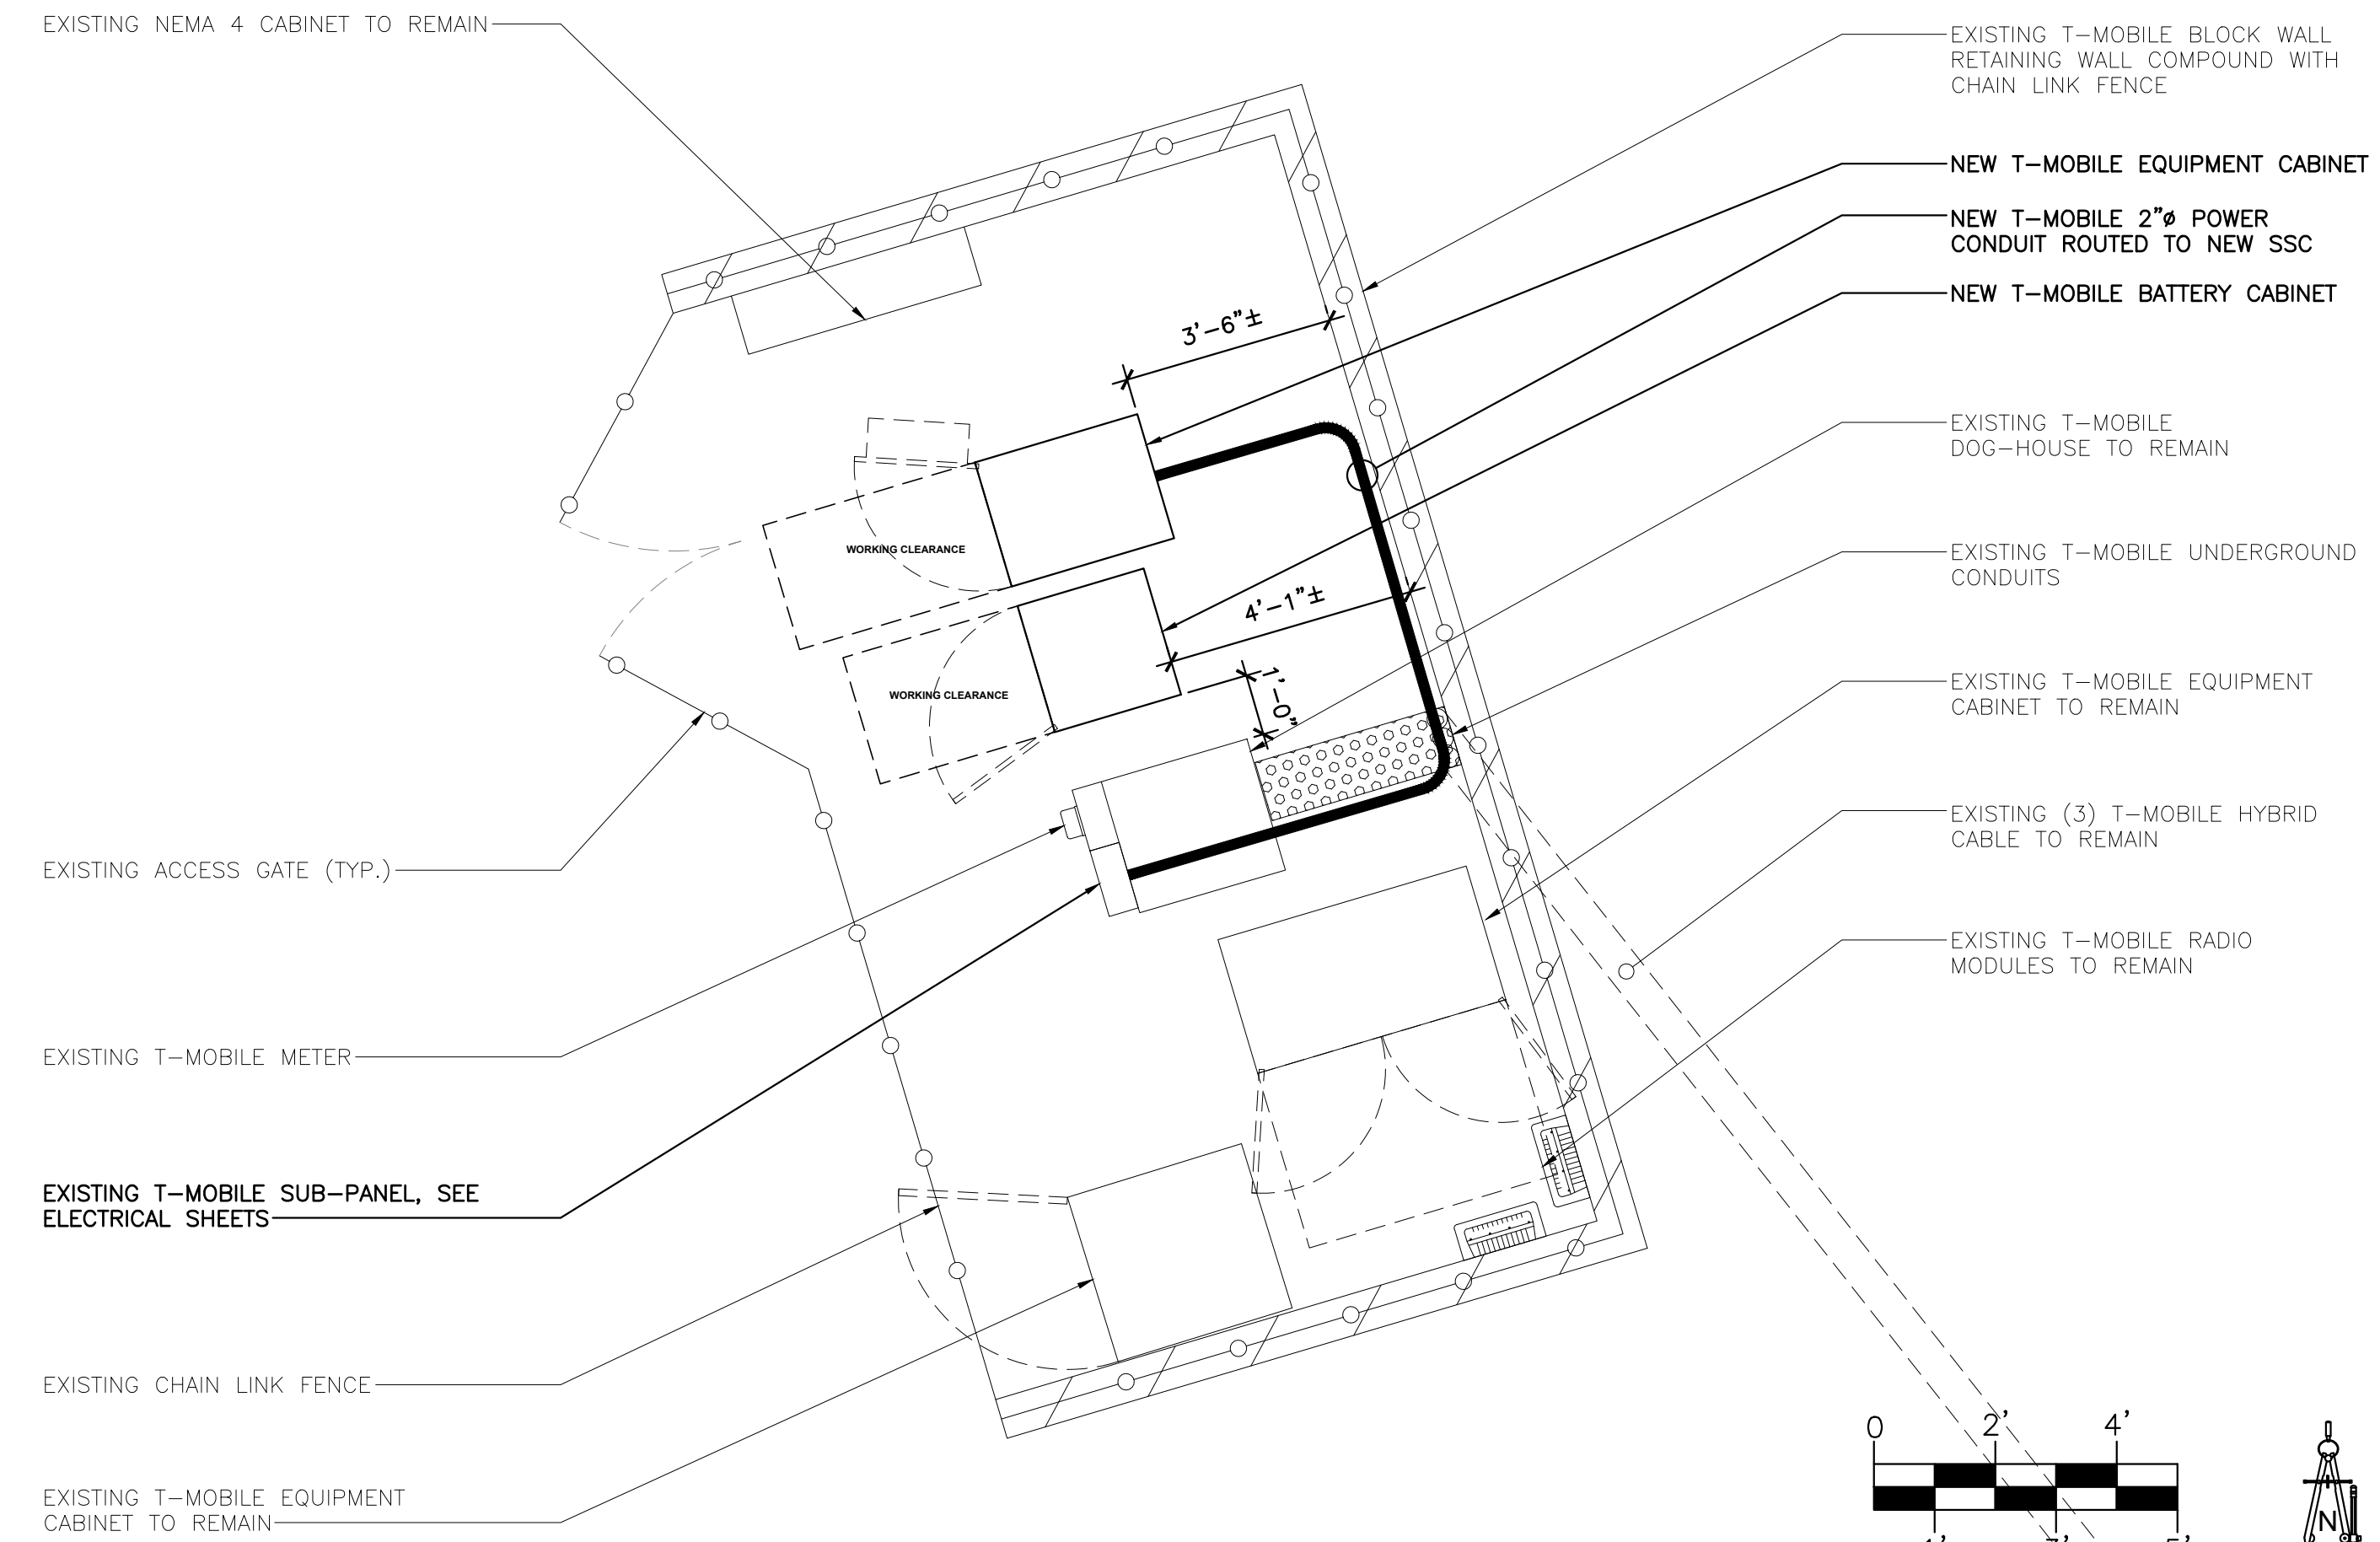 EXISTING NEMA 4 CABINET TO REMAIN
EXISTING T-MOBILE BLOCK WALL
RETAINING WALL COMPOUND WITH
CHAIN LINK FENCE
NEW T-MOBILE EQUIPMENT CABINET
NEW T-MOBILE 2"ø POWER
CONDUIT ROUTED TO NEW SSC
NEW T-MOBILE BATTERY CABINET
3'-6"±
EXISTING T-MOBILE
DOG-HOUSE TO REMAIN
WORKING CLEARANCE
EXISTING T-MOBILE UNDERGROUND
CONDUITS
4'-1"±
WORKING CLEARANCE
1'-0"
EXISTING T-MOBILE EQUIPMENT
CABINET TO REMAIN
EXISTING (3) T-MOBILE HYBRID
CABLE TO REMAIN
EXISTING ACCESS GATE (TYP.)
EXISTING T-MOBILE RADIO
MODULES TO REMAIN
EXISTING T-MOBILE METER
EXISTING T-MOBILE SUB-PANEL, SEE
ELECTRICAL SHEETS
EXISTING CHAIN LINK FENCE
EXISTING T-MOBILE EQUIPMENT
CABINET TO REMAIN
0 2' 4'
N